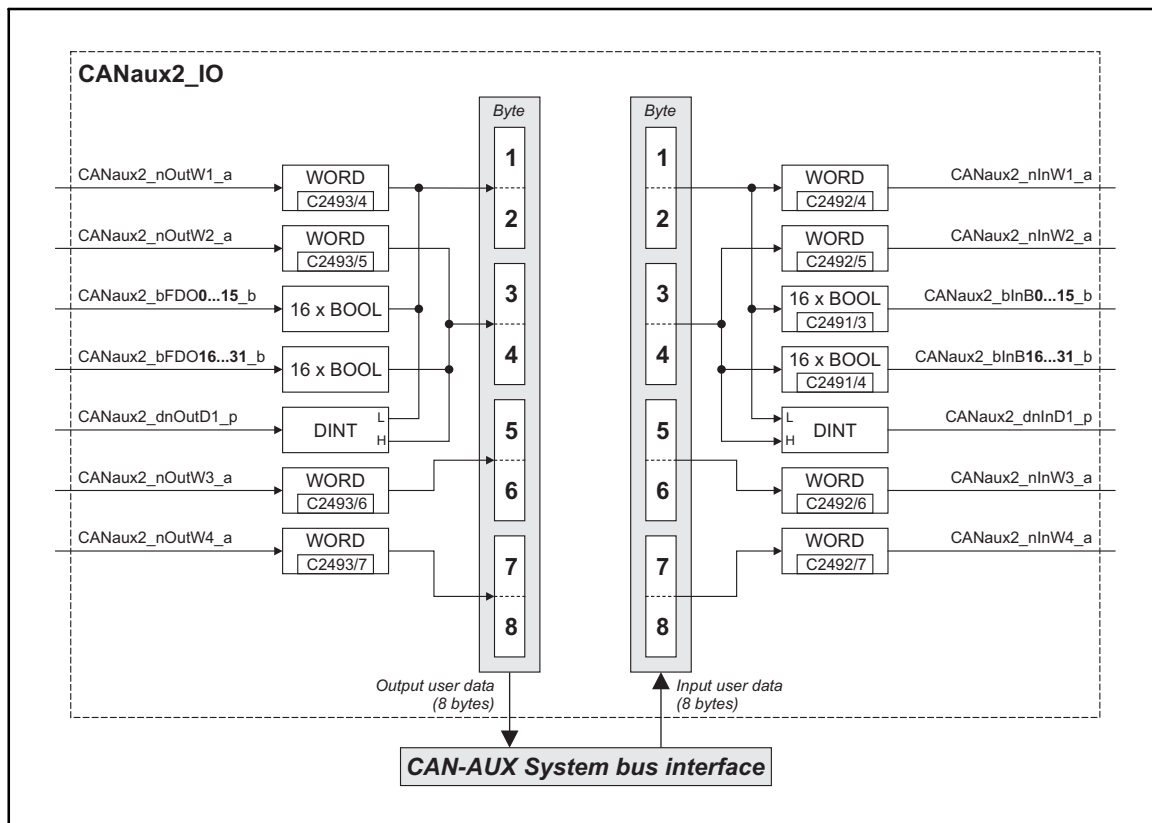 CANaux2_IO
Byte
Byte
CANaux2_nOutW1_a
WORD
C2493/4
1
2
1
2
WORD
C2492/4
CANaux2_nInW1_a
CANaux2_nOutW2_a
WORD
C2493/5
WORD
C2492/5
CANaux2_nInW2_a
CANaux2_bFDO0...15_b
16 x BOOL
3
4
3
4
16 x BOOL
C2491/3
CANaux2_bInB0...15_b
CANaux2_bFDO16...31_b
16 x BOOL
16 x BOOL
C2491/4
CANaux2_bInB16...31_b
CANaux2_dnOutD1_p
DINT
L
H
5
6
5
6
L
H
DINT
CANaux2_dnInD1_p
CANaux2_nOutW3_a
WORD
C2493/6
WORD
C2492/6
CANaux2_nInW3_a
CANaux2_nOutW4_a
WORD
C2493/7
7
8
7
8
WORD
C2492/7
CANaux2_nInW4_a
Output user data
(8 bytes)
Input user data
(8 bytes)
CAN-AUX System bus interface